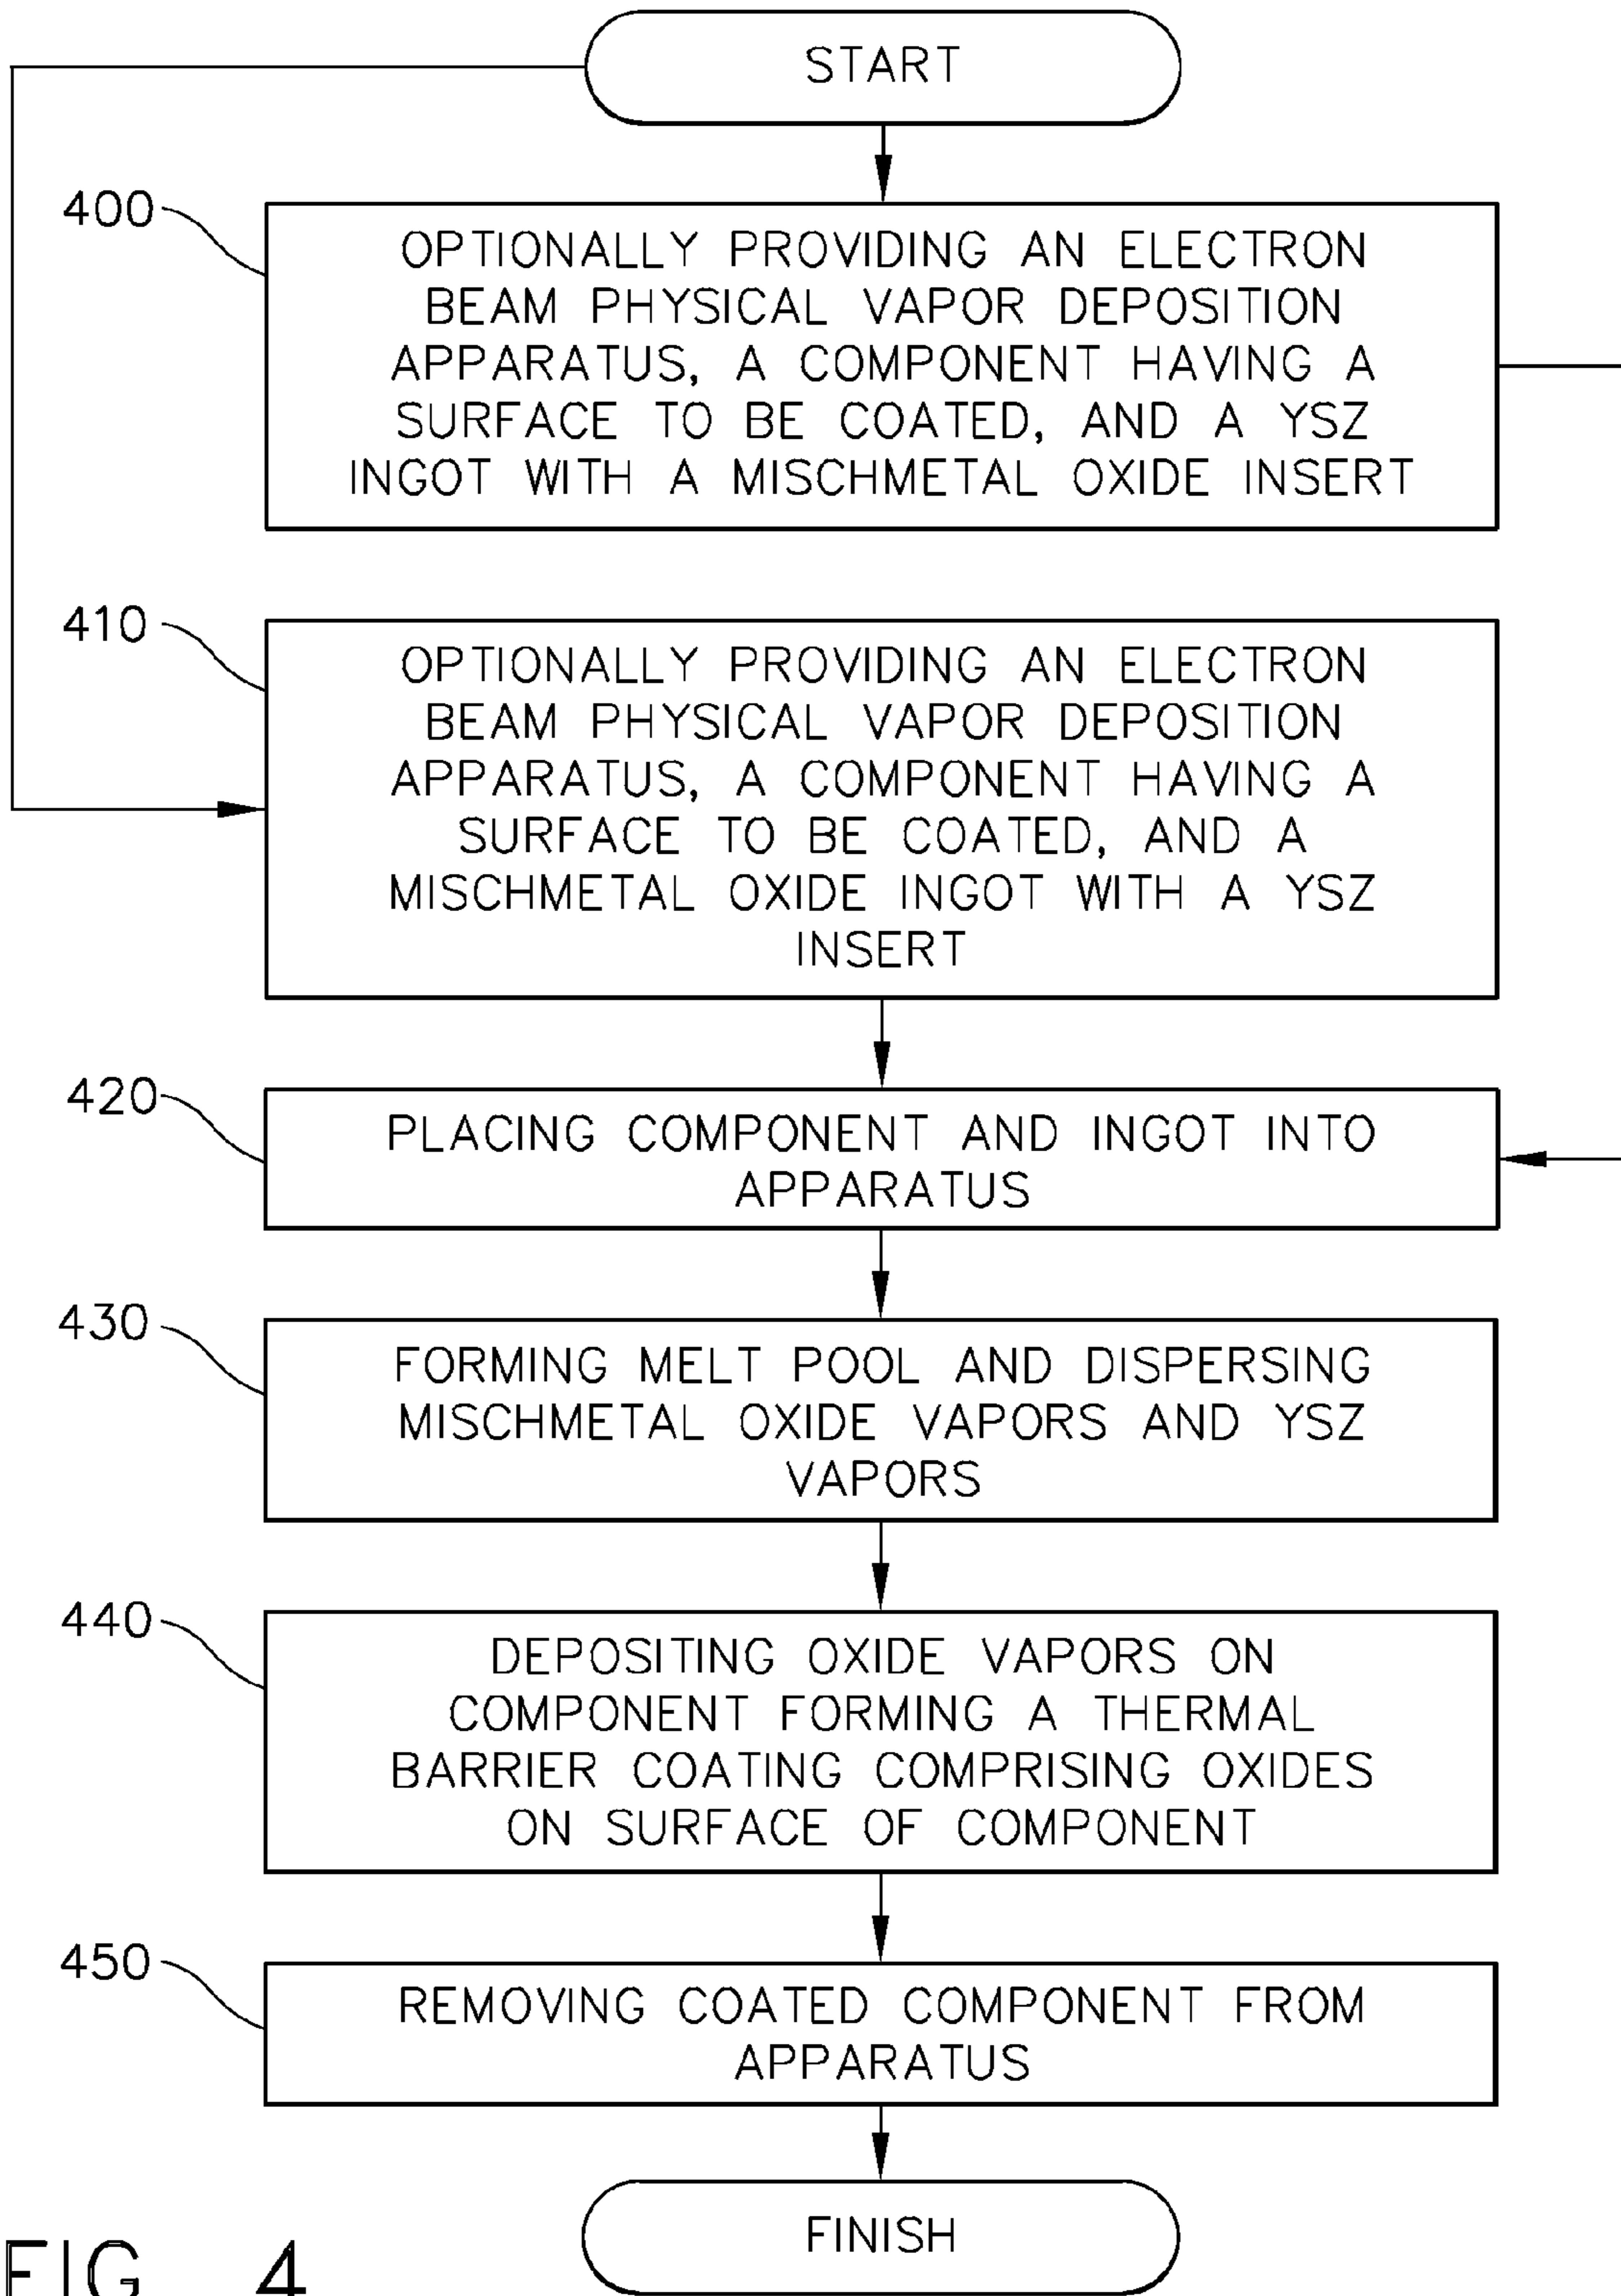 START
400
OPTIONALLY PROVIDING AN ELECTRON
BEAM PHYSICAL VAPOR DEPOSITION
APPARATUS, A COMPONENT HAVING A
SURFACE TO BE COATED, AND A YSZ
INGOT WITH A MISCHMETAL OXIDE INSERT
410
OPTIONALLY PROVIDING AN ELECTRON
BEAM PHYSICAL VAPOR DEPOSITION
APPARATUS, A COMPONENT HAVING A
SURFACE TO BE COATED, AND A
MISCHMETAL OXIDE INGOT WITH A YSZ
INSERT
420
PLACING COMPONENT AND INGOT INTO
APPARATUS
430
FORMING MELT POOL AND DISPERSING
MISCHMETAL OXIDE VAPORS AND YSZ
VAPORS
440
DEPOSITING OXIDE VAPORS ON
COMPONENT FORMING A THERMAL
BARRIER COATING COMPRISING OXIDES
ON SURFACE OF COMPONENT
450
REMOVING COATED COMPONENT FROM
APPARATUS
FINISH
FIG. 4